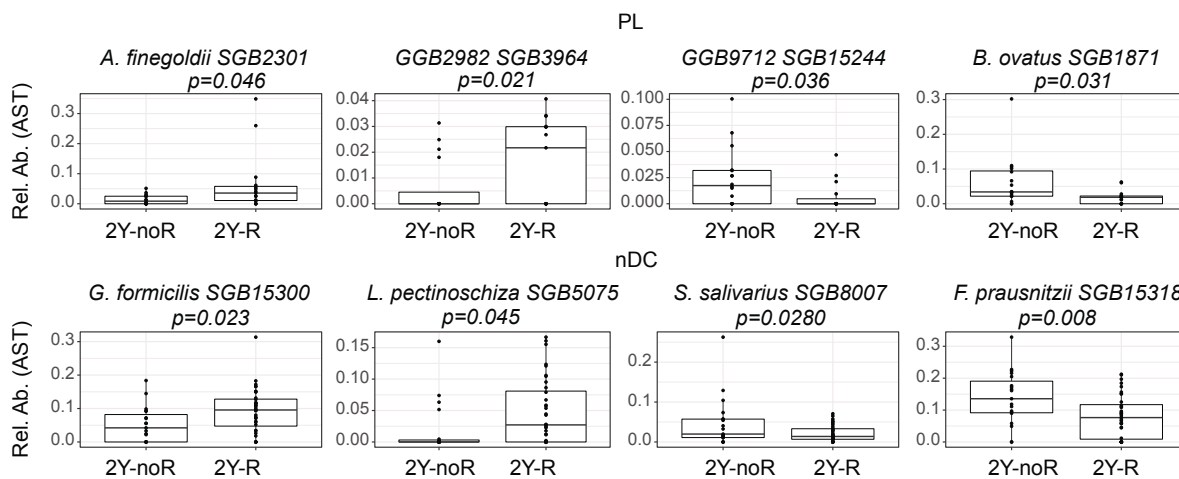 PL
A. finegoldii SGB2301
p=0.046
GGB2982 SGB3964
p=0.021
GGB9712 SGB15244
p=0.036
B. ovatus SGB1871
p=0.031
Rel. Ab. (AST)
0.3
0.2
0.1
0.0
2Y-noR
2Y-R
0.04
0.03
0.02
0.01
0.00
2Y-noR
2Y-R
0.100
0.075
0.050
0.025
0.000
2Y-noR
2Y-R
0.3
0.2
0.1
0.0
2Y-noR
2Y-R
nDC
G. formicilis SGB15300
p=0.023
L. pectinoschiza SGB5075
p=0.045
S. salivarius SGB8007
p=0.0280
F. prausnitzii SGB15318
p=0.008
Rel. Ab. (AST)
0.3
0.2
0.1
0.0
2Y-noR
2Y-R
0.15
0.10
0.05
0.00
2Y-noR
2Y-R
0.2
0.1
0.0
2Y-noR
2Y-R
0.3
0.2
0.1
0.0
2Y-noR
2Y-R